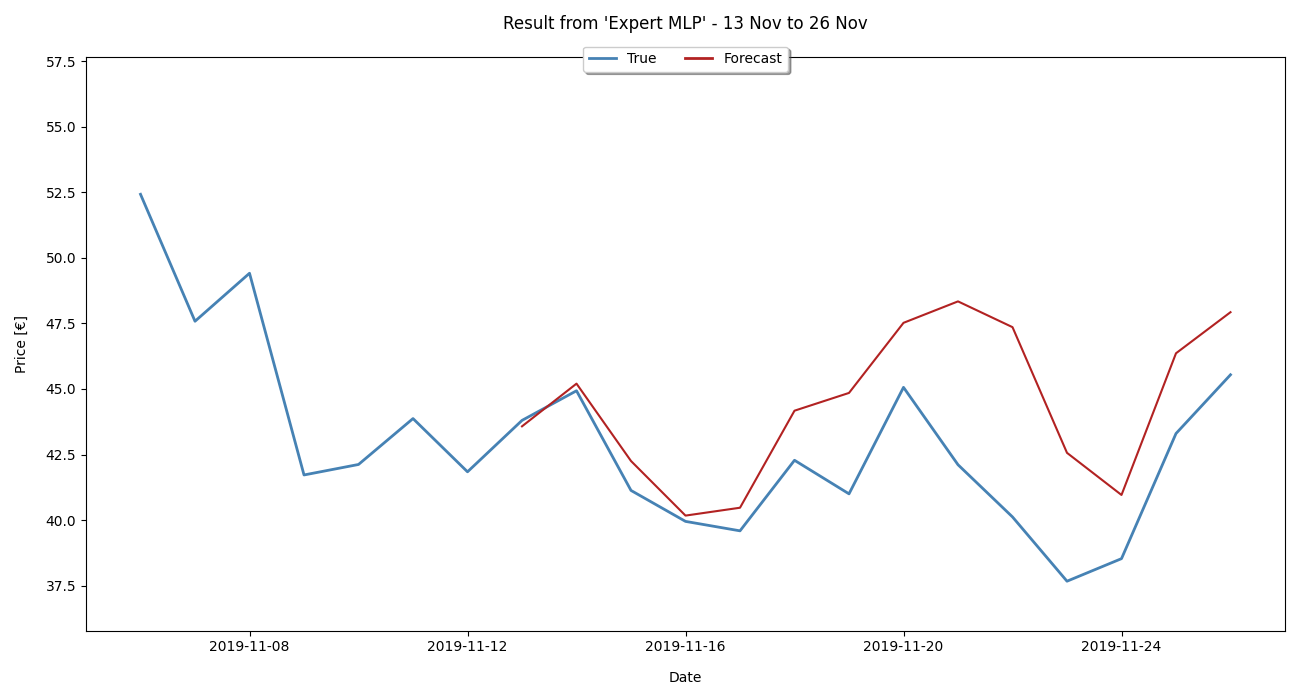 Result from 'Expert MLP' - 13 Nov to 26 Nov
True
Forecast
57.5
55.0
52.5
50.0
47.5
45.0
42.5
40.0
37.5
Price [€]
2019-11-08
2019-11-12
2019-11-16
2019-11-20
2019-11-24
Date